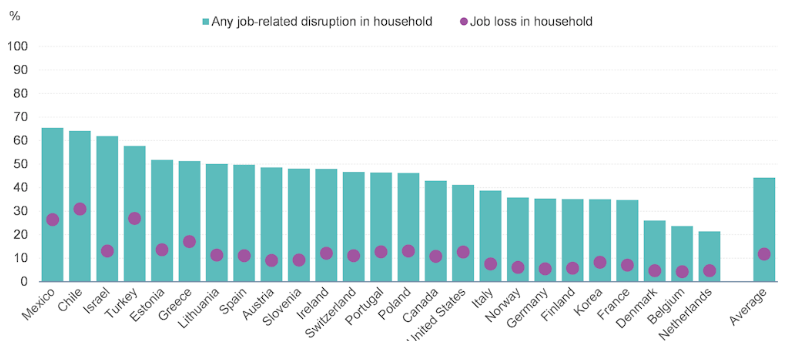 %
Any job-related disruption in household
Job loss in household
100
90
80
70
60
50
40
30
20
10
0
Mexico
Chile
Israel
Turkey
Estonia
Greece
Lithuania
Spain
Austria
Slovenia
Ireland
Switzerland
Portugal
Poland
Canada
United States
Italy
Norway
Germany
Finland
Korea
France
Denmark
Belgium
Netherlands
Average